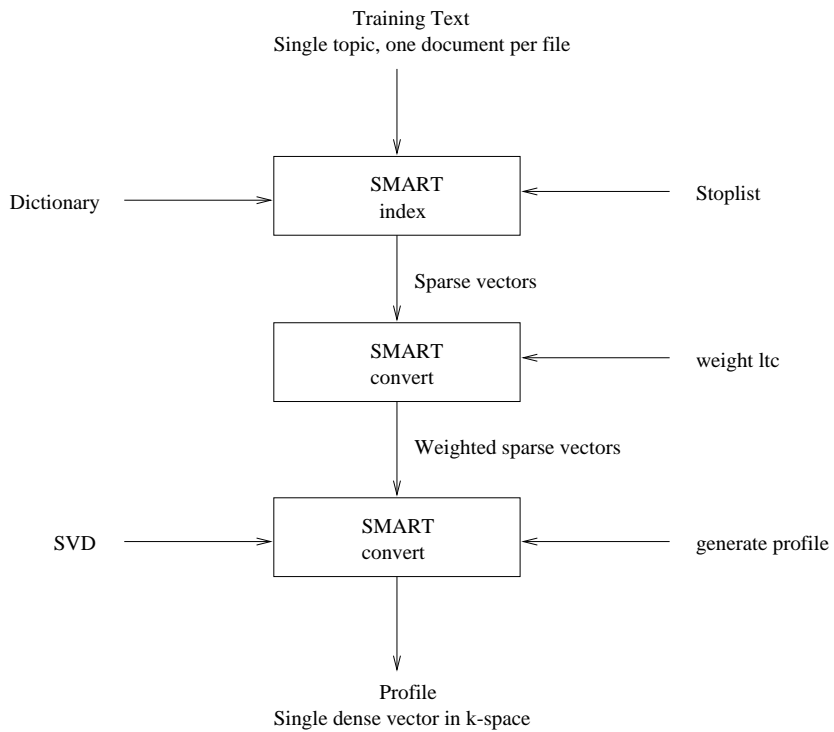 Training Text
Single topic, one document per file
SMART
index
Dictionary
Stoplist
Sparse vectors
SMART
convert
weight ltc
Weighted sparse vectors
SMART
convert
SVD
generate profile
Profile
Single dense vector in k-space